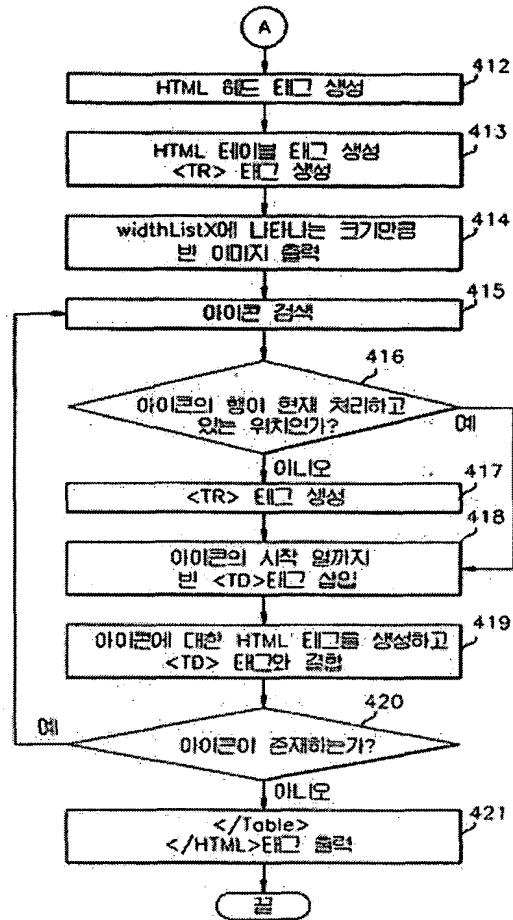 A
412
HTML 헤드 태그 생성
413
HTML 테이블 태그 생성
<TR> 태그 생성
414
widthListX에 나타나는 크기만큼
빈 이미지 출력
415
아이콘 검색
416
아이콘의 행이 현재 처리하고
있는 위치인가?
예
아니오
417
<TR> 태그 생성
418
아이콘의 시작 열까지
빈 <TD>태그 삽입
419
아이콘에 대한 HTML 태그를 생성하고
<TD> 태그와 결합
420
예
아이콘이 존재하는가?
아니오
421
</Table>
</HTML>태그 출력
끝